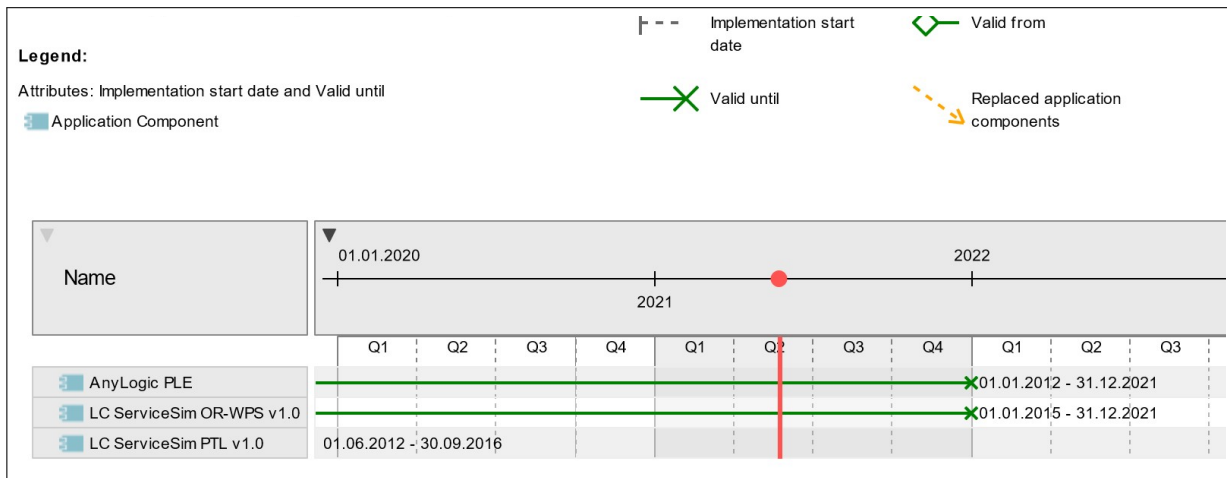 Legend:
Attributes: Implementation start date and Valid until
Application Component
Implementation start
date
Valid from
Valid until
Replaced application
components
Name
01.01.2020
2021
2022
Q1 Q2 Q3 Q4 Q1 Q2 Q3 Q4 Q1 Q2 Q3
AnyLogic PLE 01.01.2012 - 31.12.2021
LC ServiceSim OR-WPS v1.0 01.01.2015 - 31.12.2021
LC ServiceSim PTL v1.0 01.06.2012 - 30.09.2016